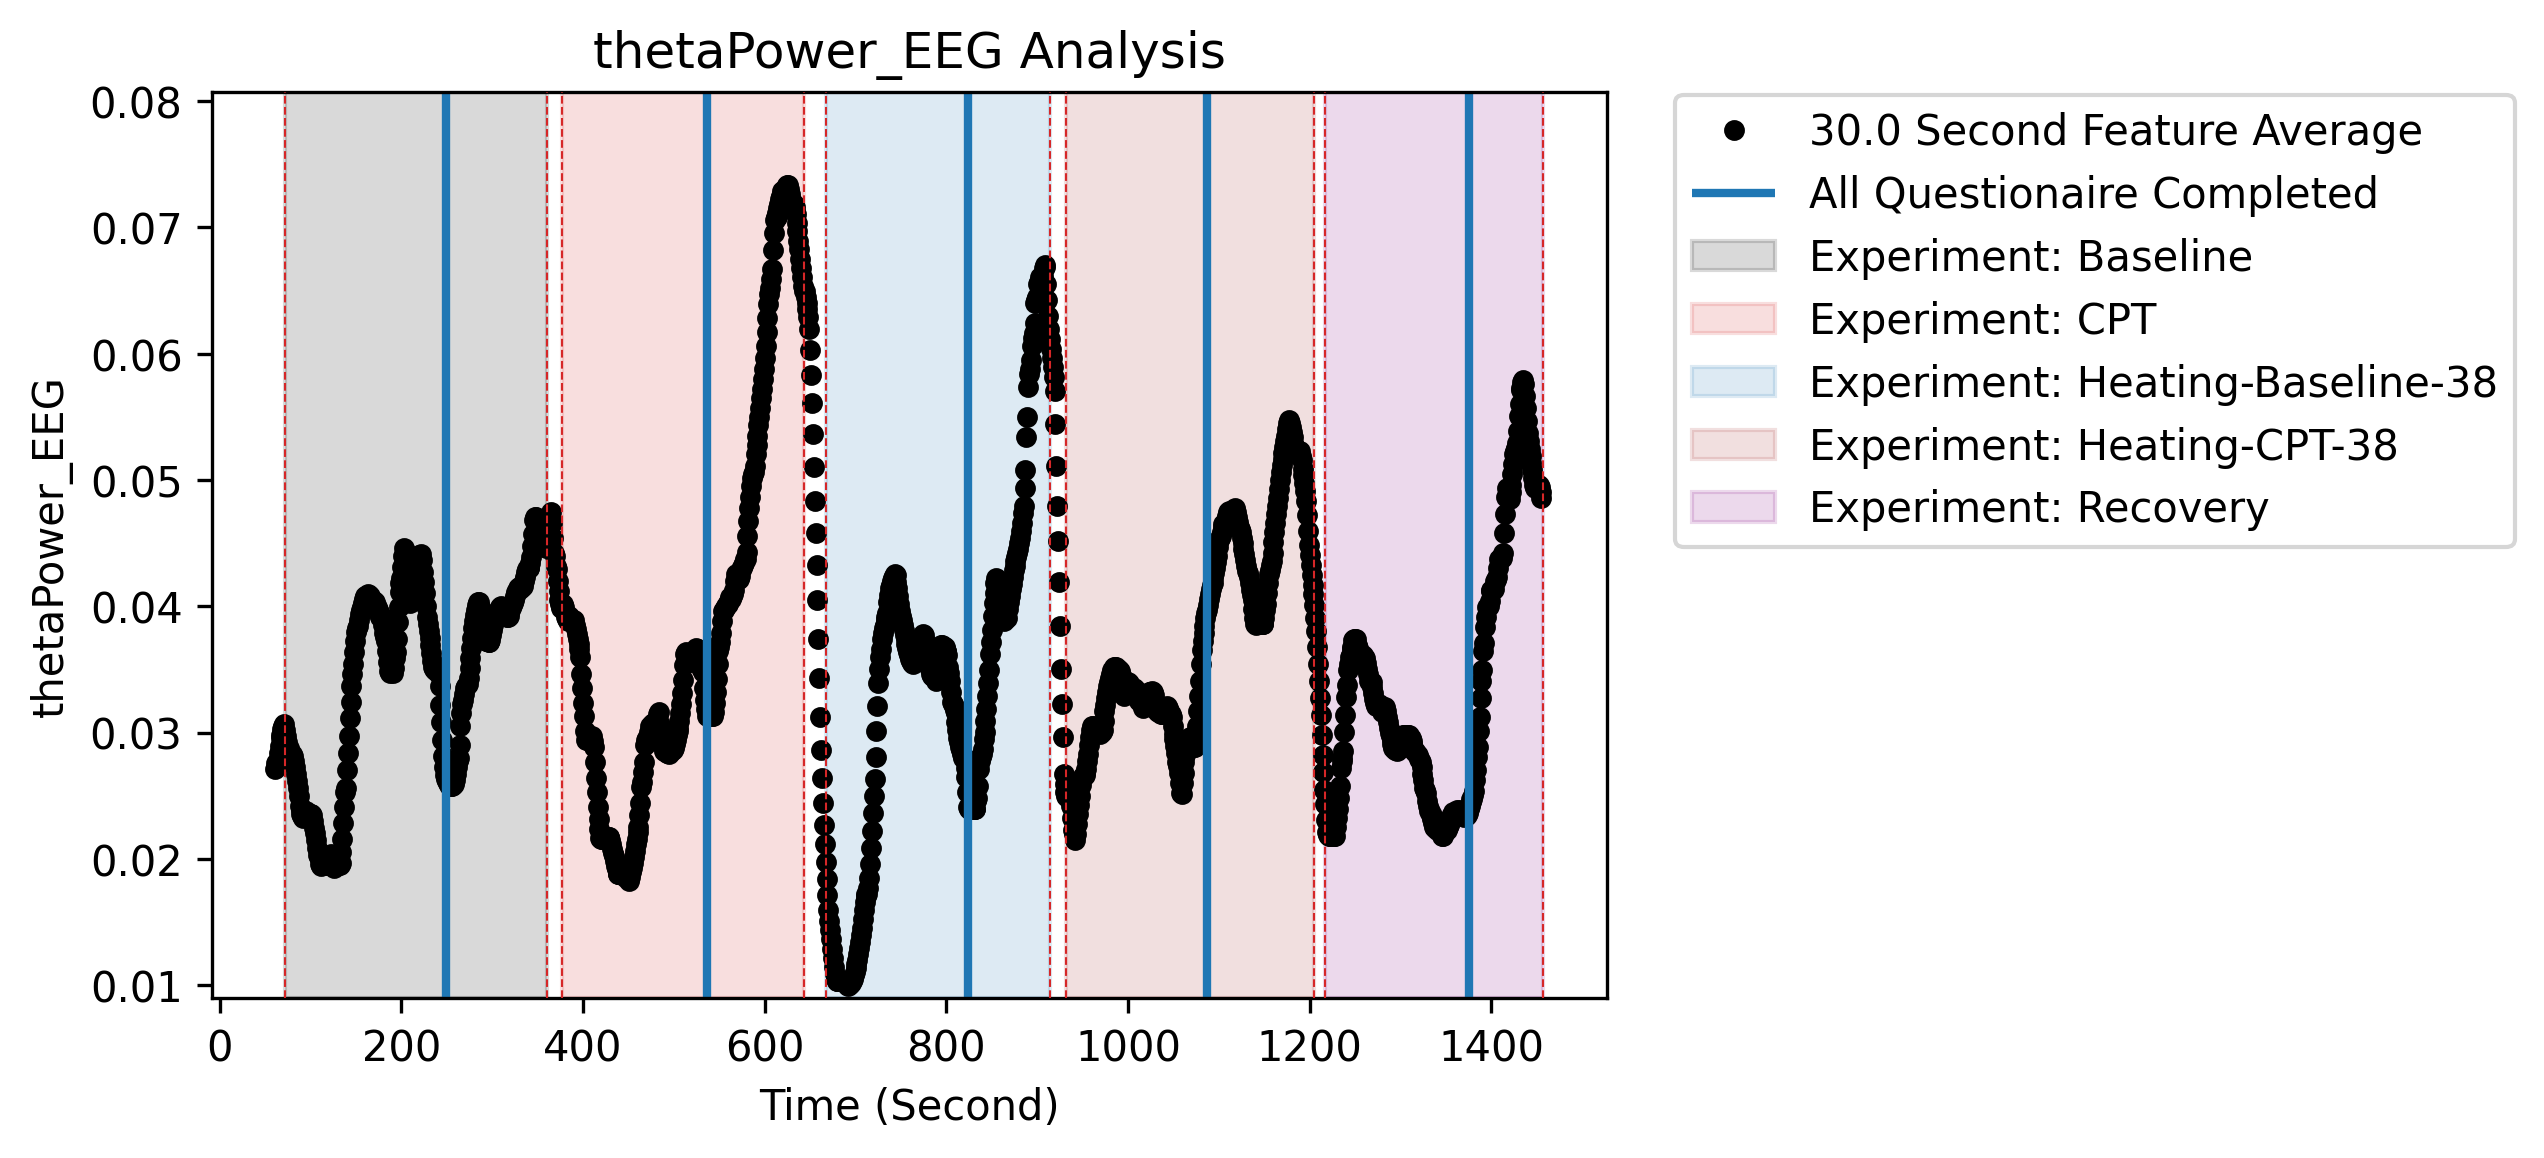 thetaPower_EEG Analysis
thetaPower_EEG
0.08
0.07
0.06
0.05
0.04
0.03
0.02
0.01
0 200 400 600 800 1000 1200 1400
Time (Second)
30.0 Second Feature Average
All Questionaire Completed
Experiment: Baseline
Experiment: CPT
Experiment: Heating-Baseline-38
Experiment: Heating-CPT-38
Experiment: Recovery